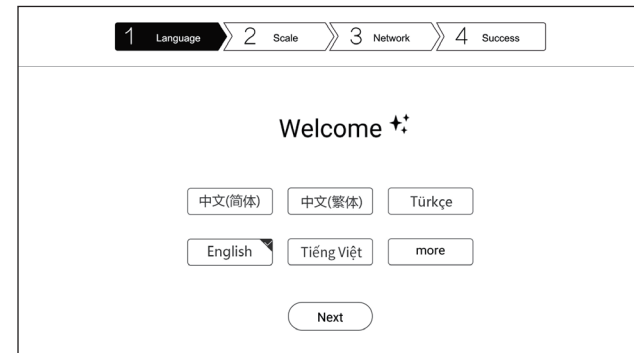 1 Language 2 Scale 3 Network 4 Success
Welcome
中文(简体) 中文(繁体) Türkçe
English Tiếng Việt more
Next